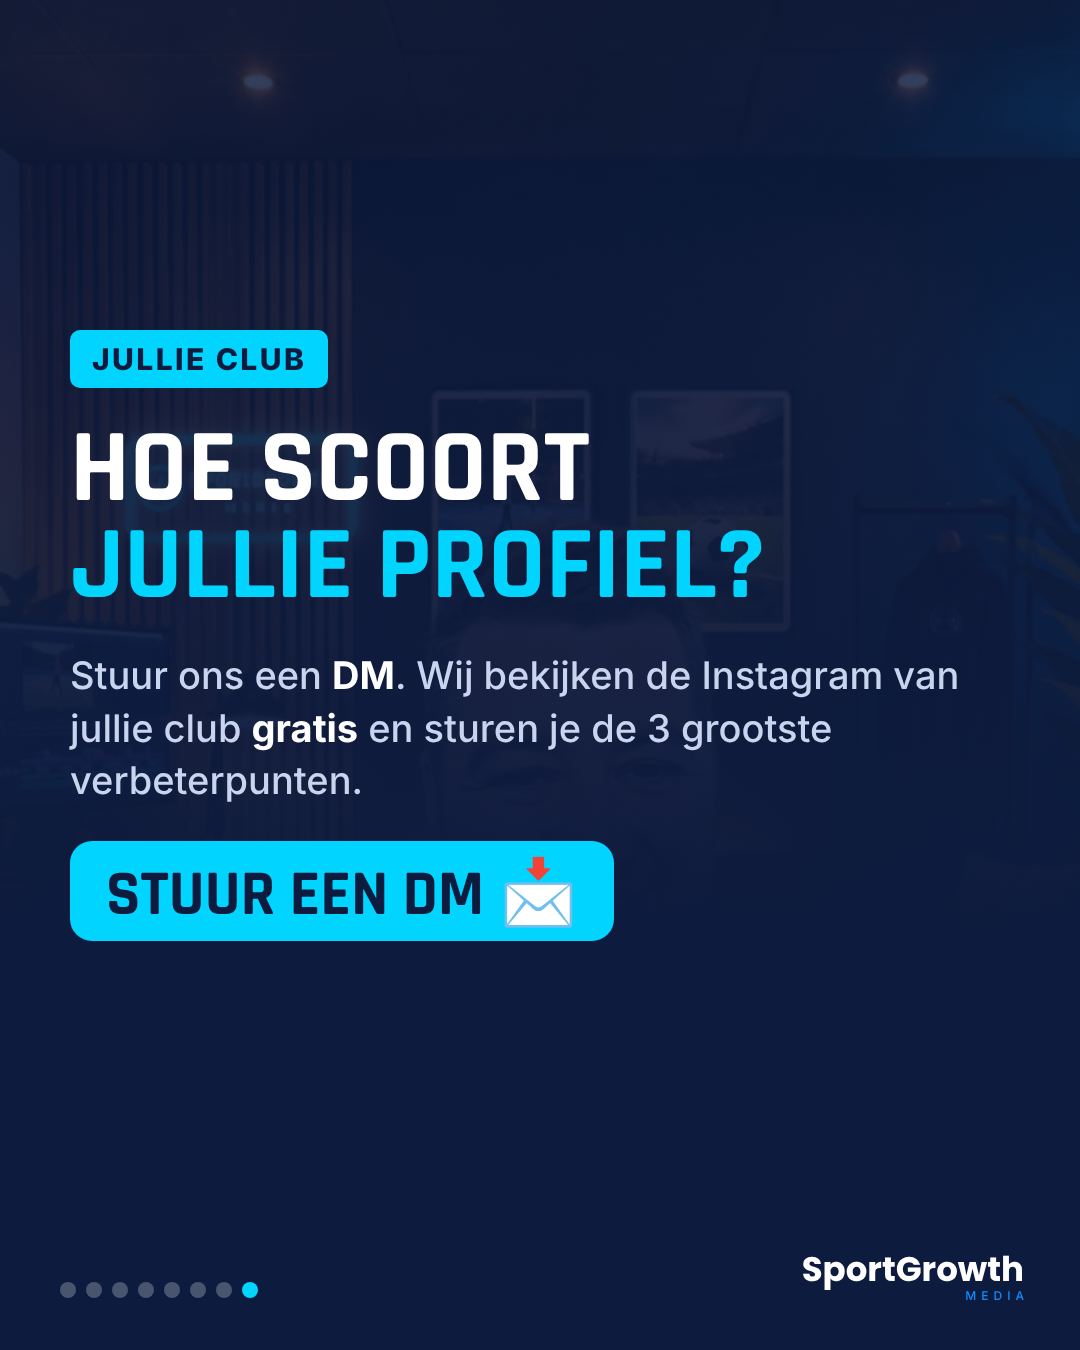 JULLIE CLUB
HOE SCOORT
JULLIE PROFIEL?
Stuur ons een DM. Wij bekijken de Instagram van
jullie club gratis en sturen je de 3 grootste
verbeterpunten.
STUUR EEN DM 📩
SportGrowth
MEDIA